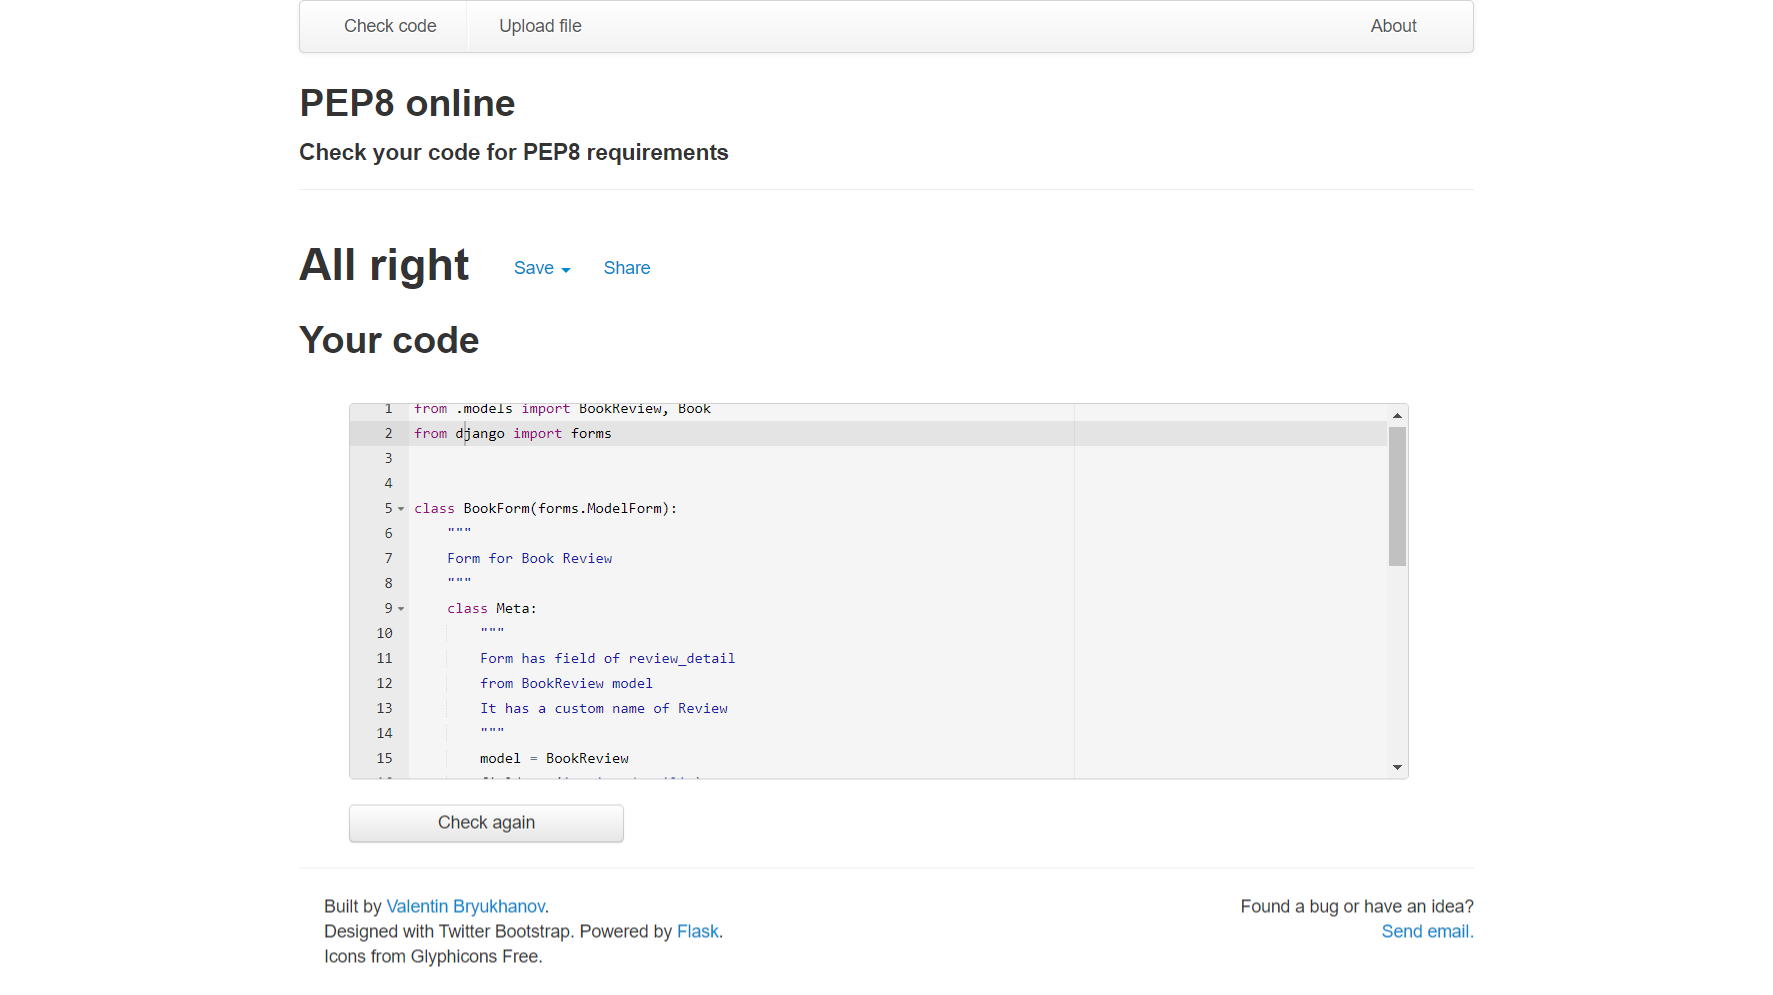 Check code Upload file About
PEP8 online
Check your code for PEP8 requirements
All right Save Share
Your code
1 from .models import BookReview, Book
2 from django import forms
3
4
5 class BookForm(forms.ModelForm):
6 """
7 Form for Book Review
8 """
9 class Meta:
10 """
11 Form has field of review_detail
12 from BookReview model
13 It has a custom name of Review
14 """
15 model = BookReview
Check again
Built by Valentin Bryukhanov.
Designed with Twitter Bootstrap. Powered by Flask.
Icons from Glyphicons Free.
Found a bug or have an idea?
Send email.